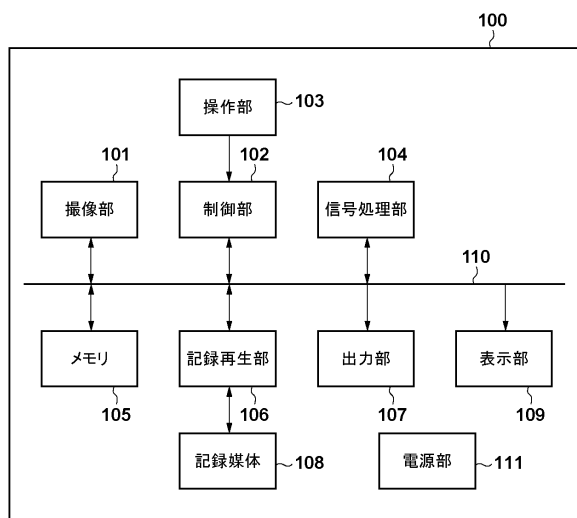 100
操作部
103
101
102
104
撮像部
制御部
信号処理部
110
メモリ
記録再生部
出力部
表示部
105
106
107
109
記録媒体
108
電源部
111